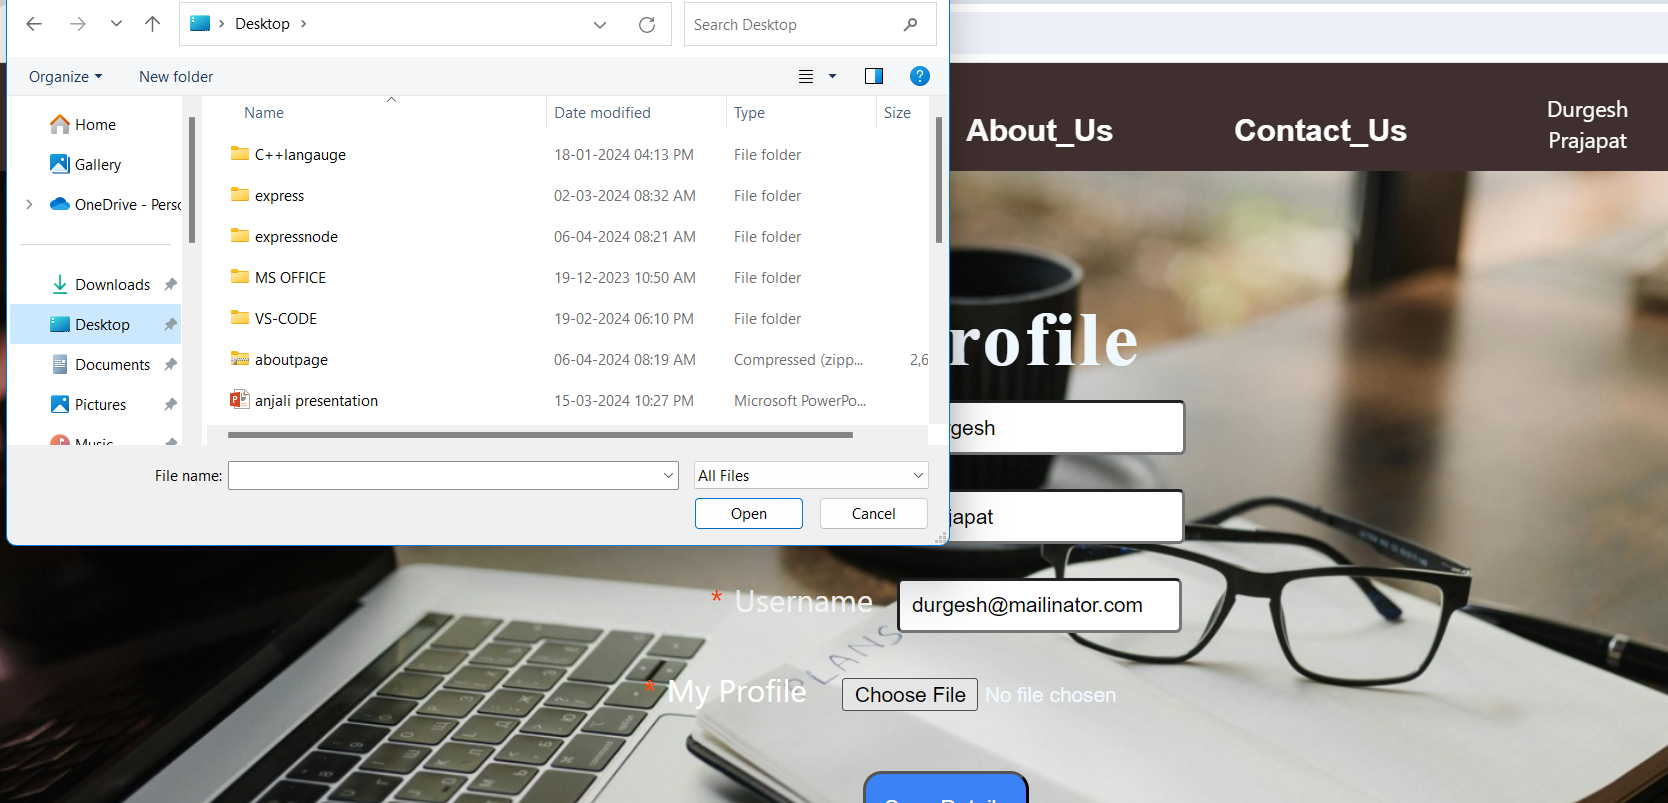 Desktop
Search Desktop
Organize
New folder
?
Name
Date modified
Type
Size
Home
Gallery
OneDrive - Perso
Downloads
Desktop
Documents
Pictures
Music
C++langauge 18-01-2024 04:13 PM File folder
express 02-03-2024 08:32 AM File folder
expressnode 06-04-2024 08:21 AM File folder
MS OFFICE 19-12-2023 10:50 AM File folder
VS-CODE 19-02-2024 06:10 PM File folder
aboutpage 06-04-2024 08:19 AM Compressed (zipp... 2,6
anjali presentation 15-03-2024 10:27 PM Microsoft PowerPo...
File name:
All Files
Open
Cancel
About_Us
Contact_Us
Durgesh
Prajapat
rofile
rgesh
japat
* Username
durgesh@mailinator.com
* My Profile
Choose File
No file chosen
PLANS